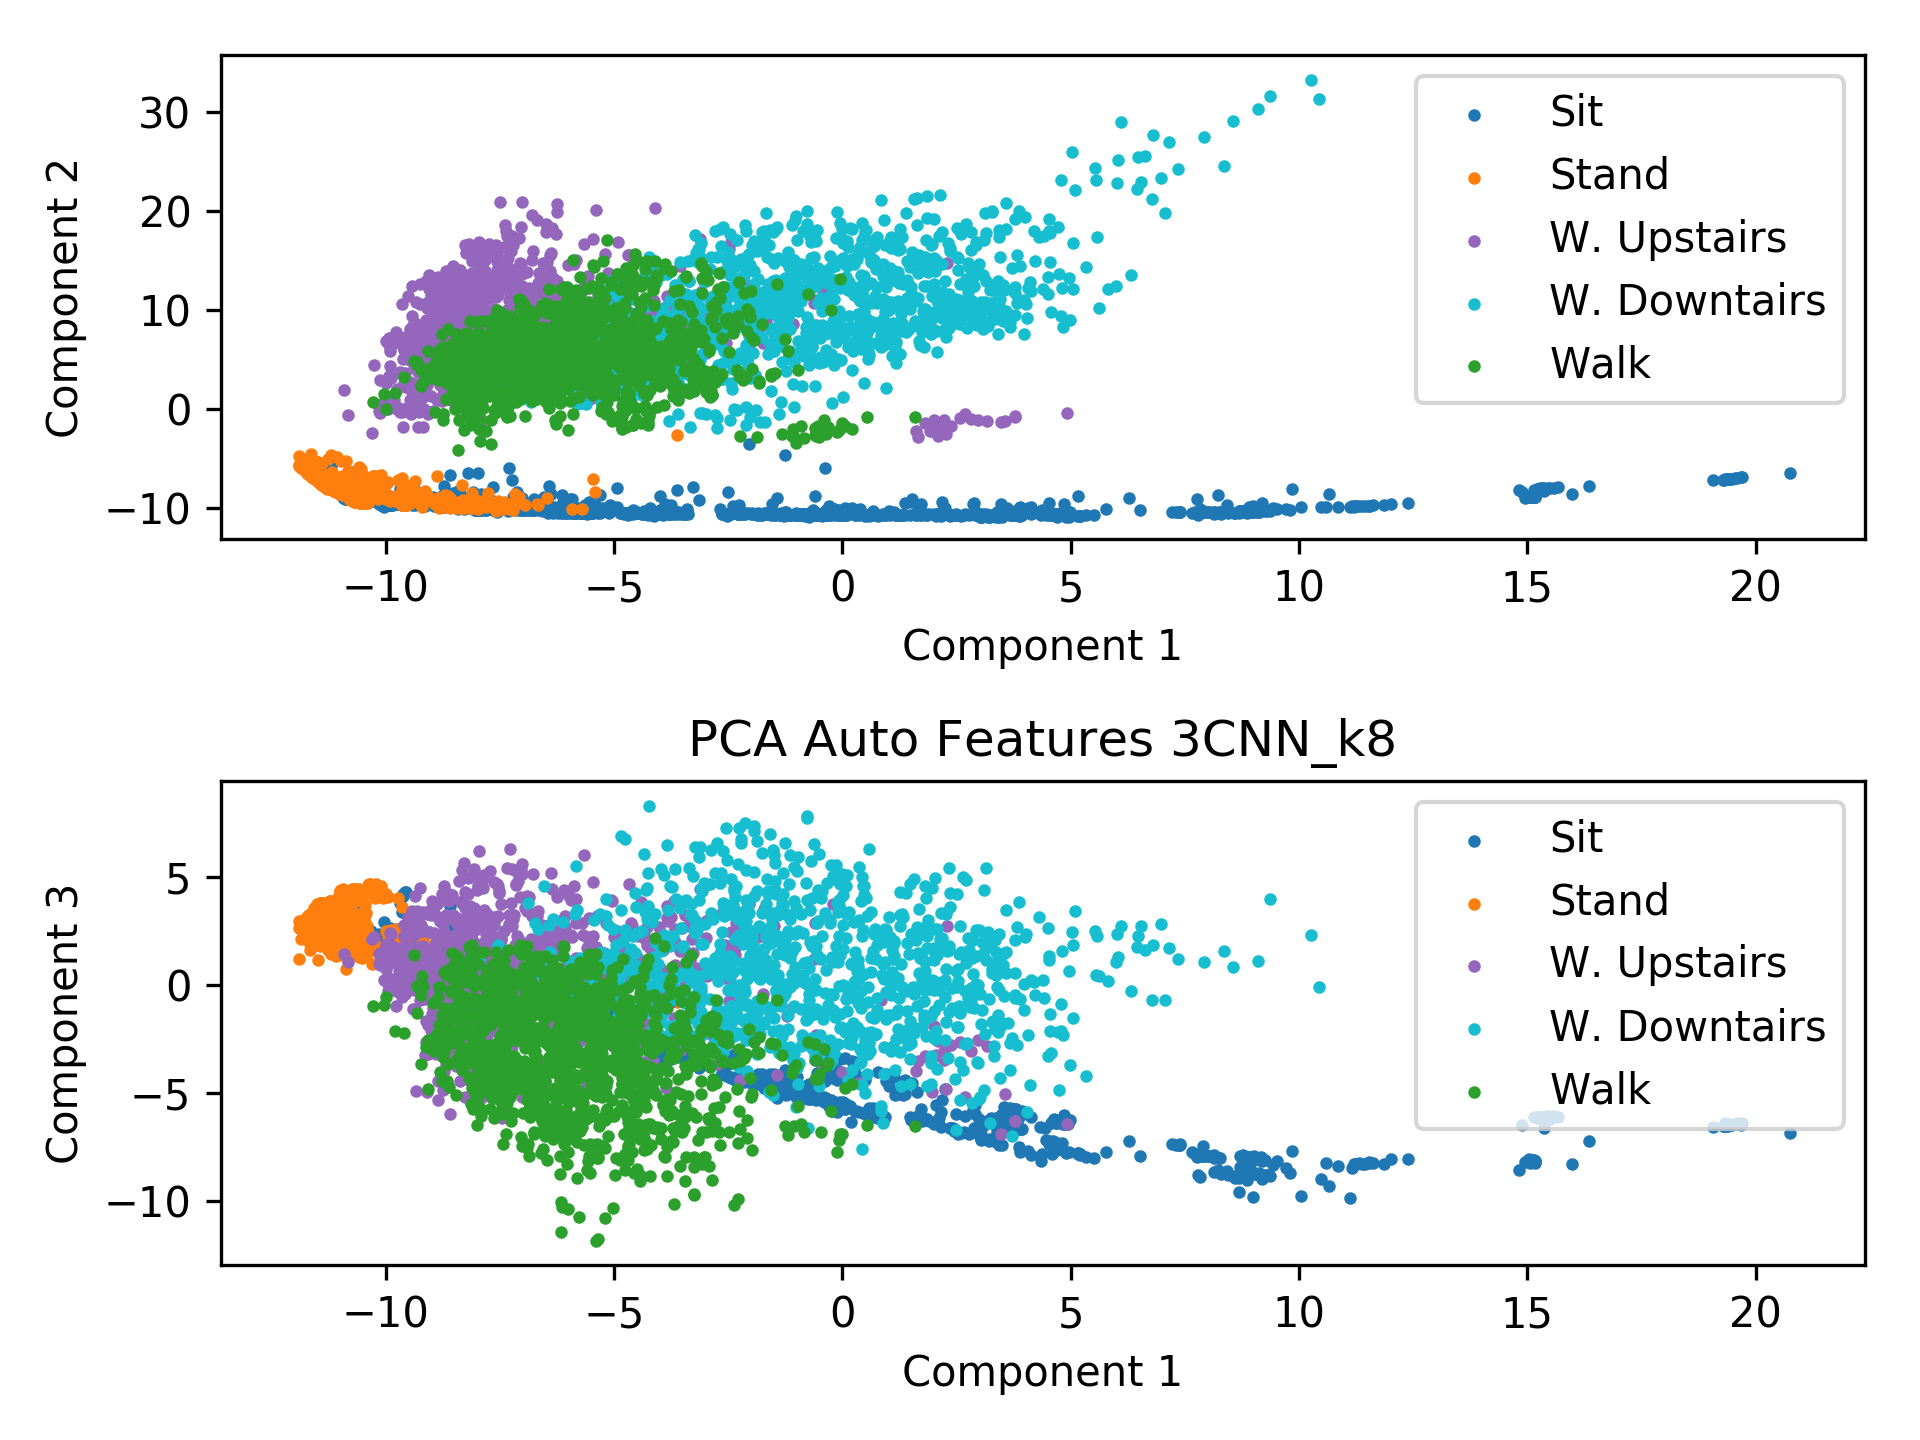 30
20
10
0
−10
Component 2
Sit
Stand
W. Upstairs
W. Downtairs
Walk
−10 −5 0 5 10 15 20
Component 1
PCA Auto Features 3CNN_k8
5
0
−5
−10
Component 3
Sit
Stand
W. Upstairs
W. Downtairs
Walk
−10 −5 0 5 10 15 20
Component 1